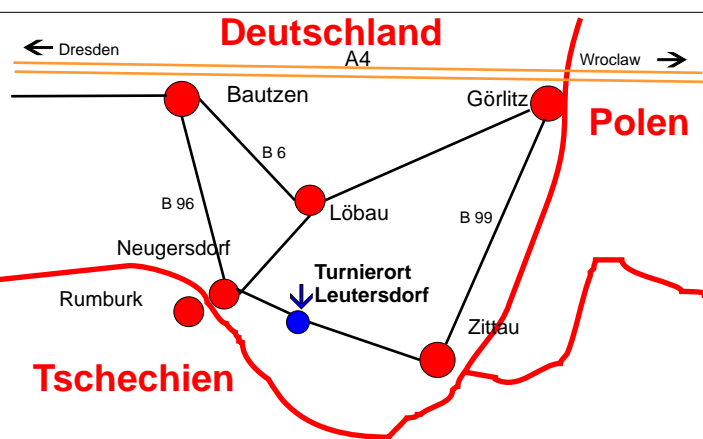 Deutschland
Dresden
A4
Wroclaw
Bautzen
Görlitz
Polen
B 6
B 96
Löbau
B 99
Neugersdorf
Turnierort
Leutersdorf
Rumburk
Zittau
Tschechien